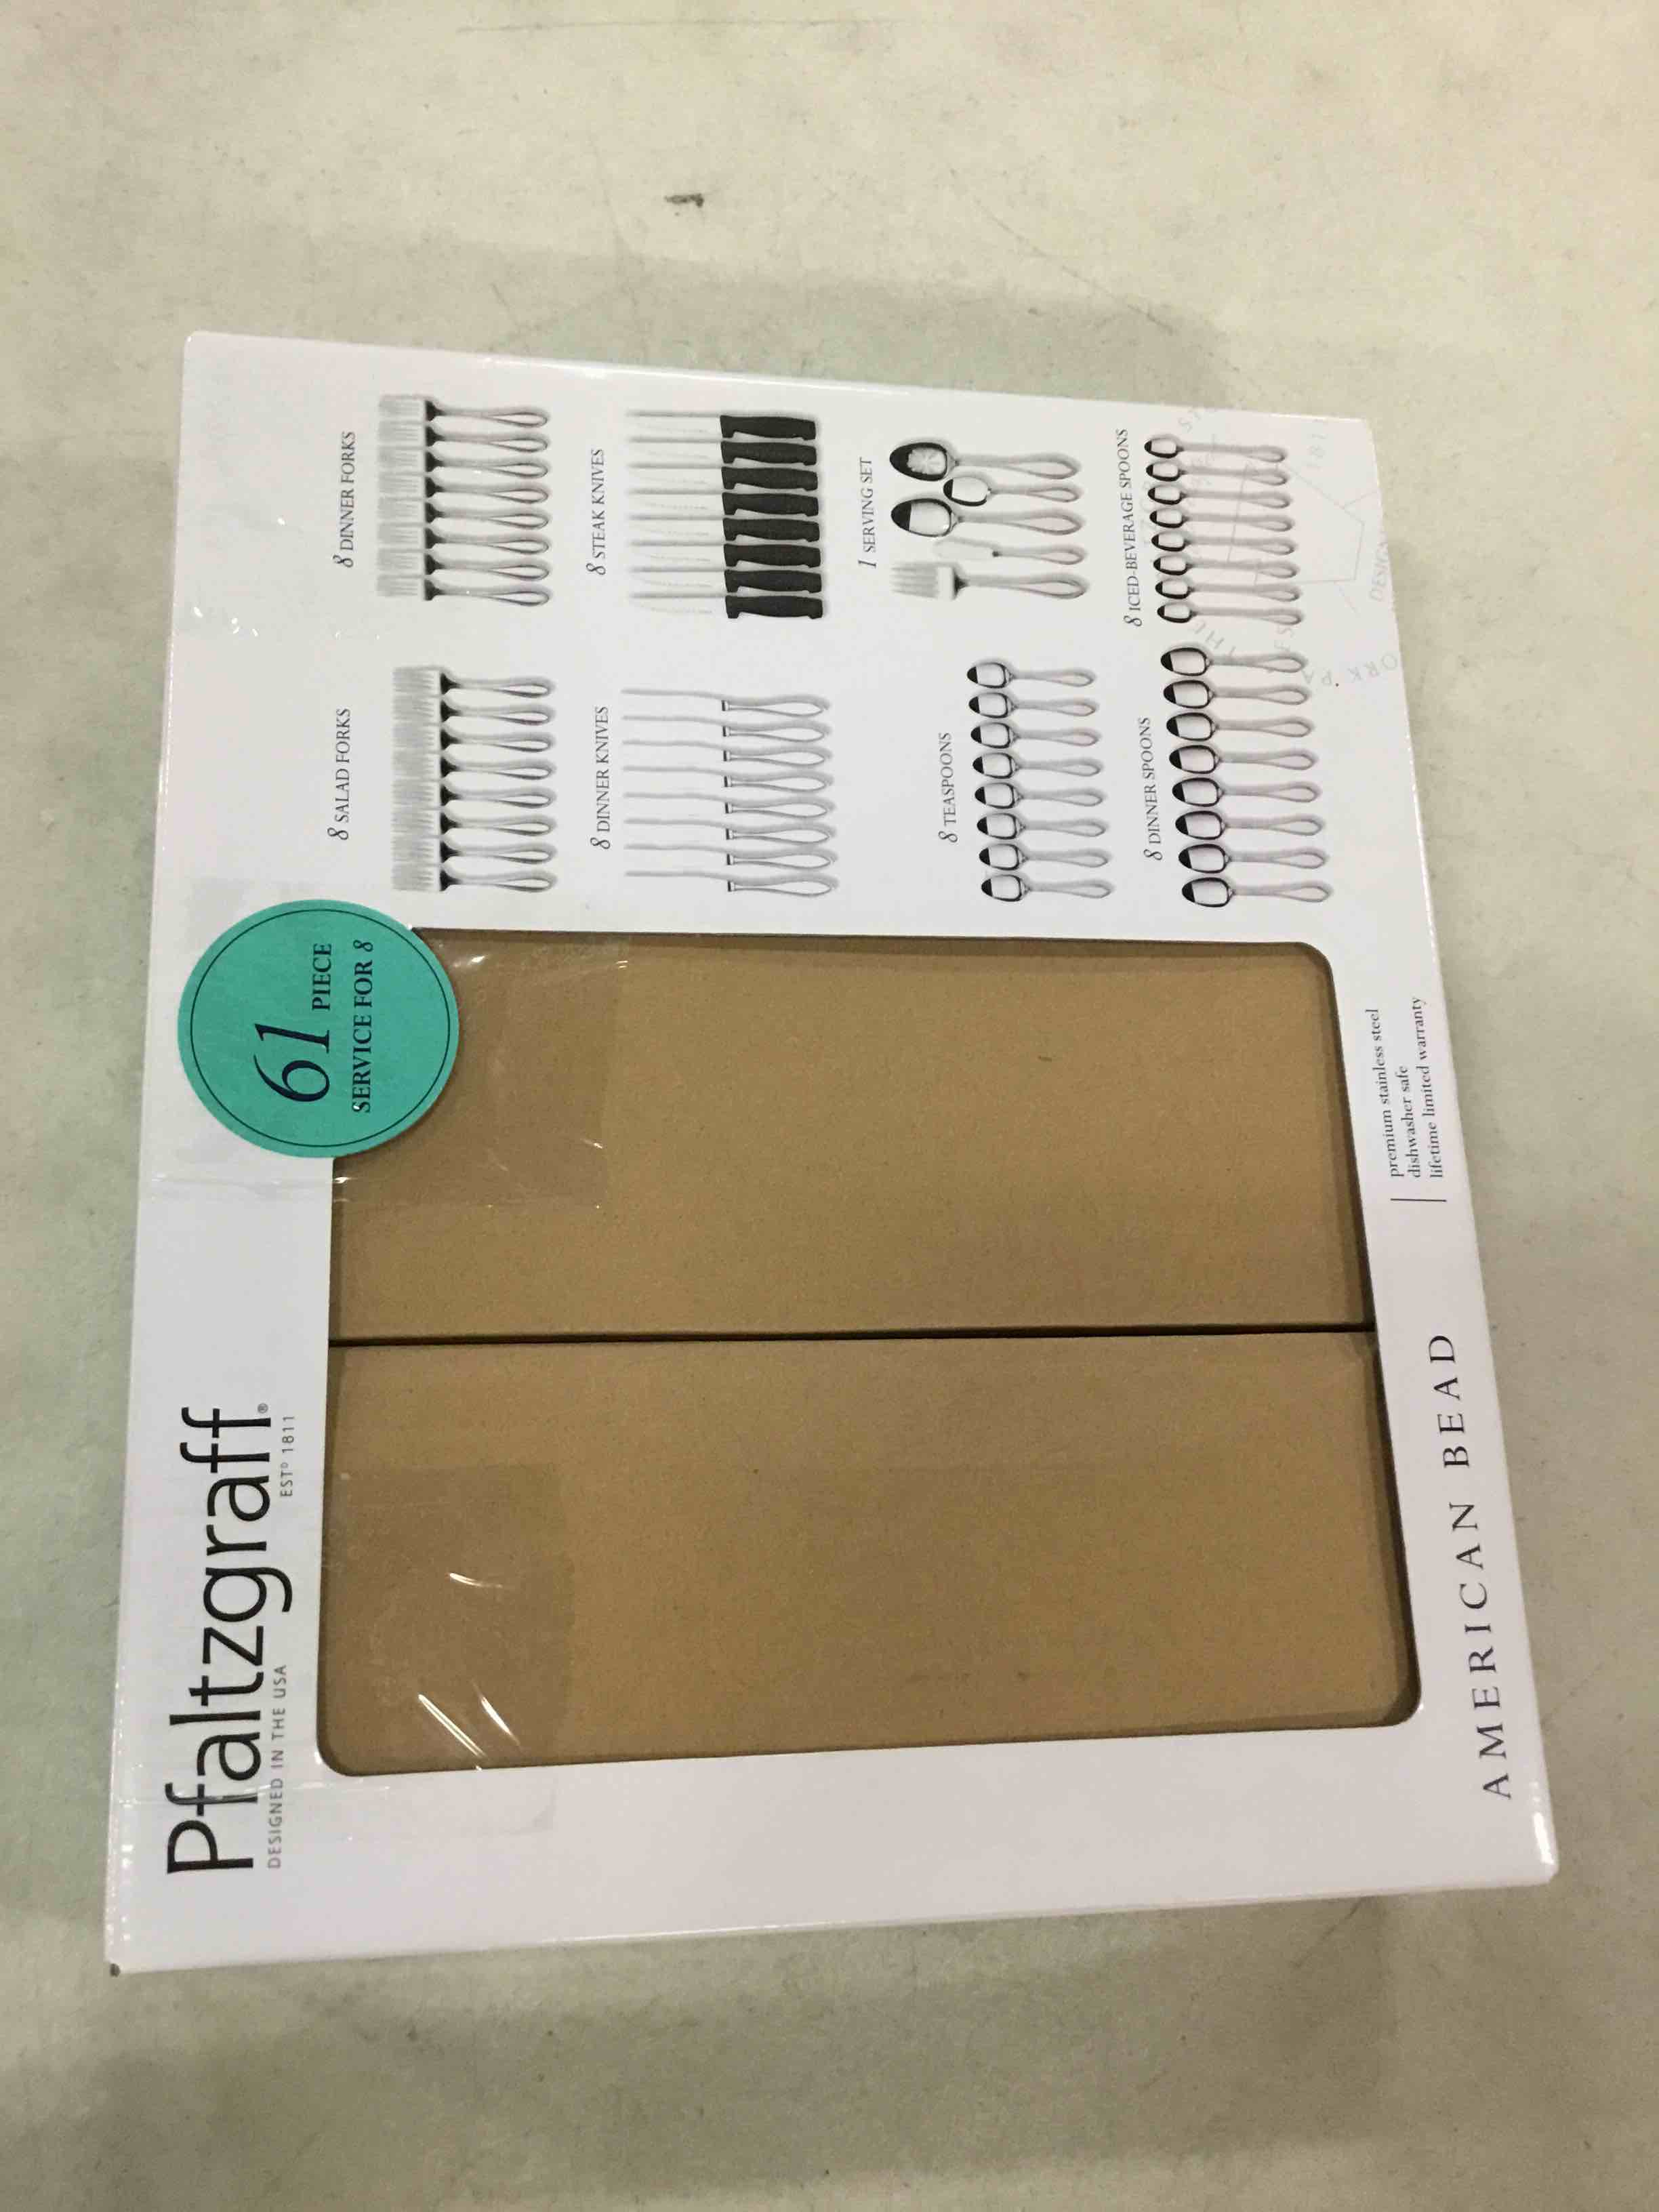 Pfaltzgraff®
DESIGNED IN THE USA
ESTD 1811
61 PIECE
SERVICE FOR 8
8 SALAD FORKS
8 DINNER FORKS
8 DINNER KNIVES
8 STEAK KNIVES
1 SERVING SET
8 TEASPOONS
8 ICED-BEVERAGE SPOONS
8 DINNER SPOONS
AMERICAN BEAD
premium stainless steel
dishwasher safe
lifetime limited warranty